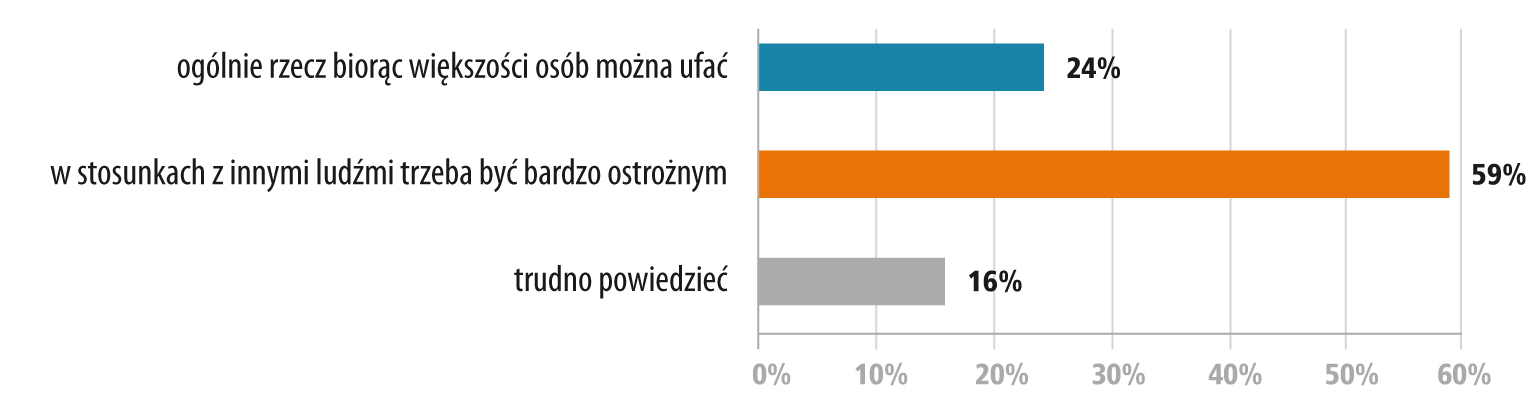 ogólnie rzecz biorąc większości osób można ufać 24%
w stosunkach z innymi ludźmi trzeba być bardzo ostrożnym 59%
trudno powiedzieć 16%
0% 10% 20% 30% 40% 50% 60%